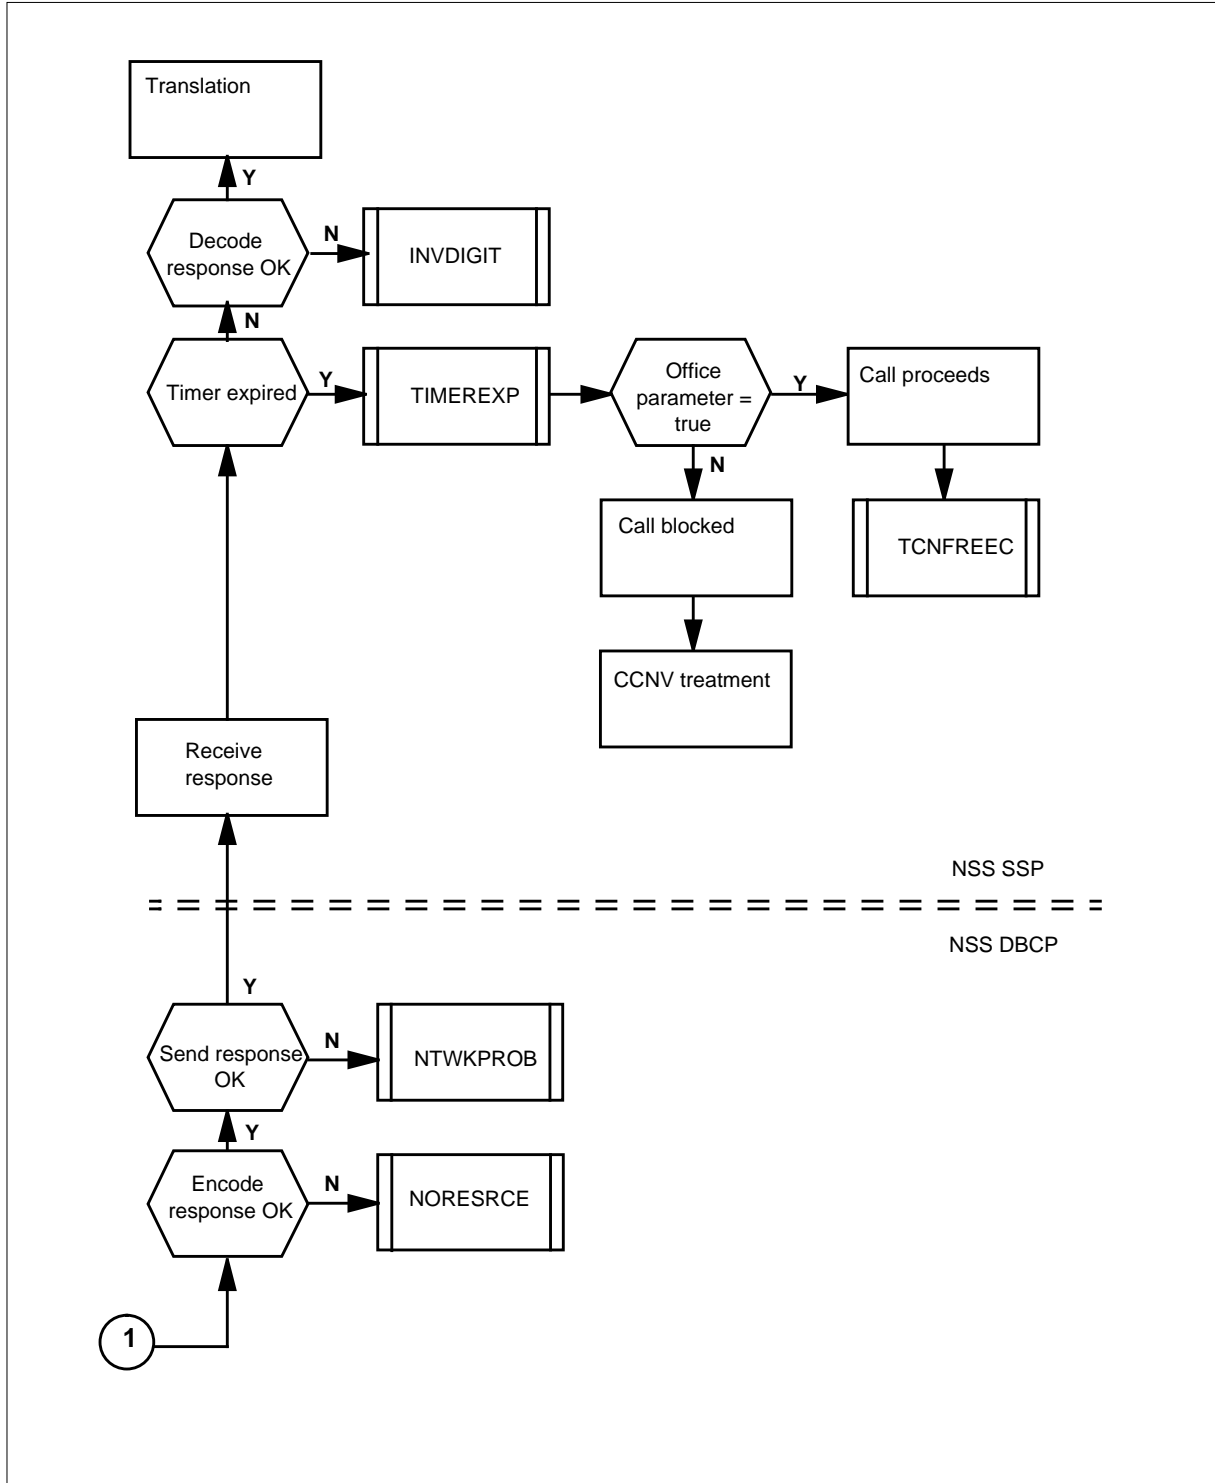 Translation
Y
Decode
response OK
N
INVDIGIT
N
Timer expired
Y
TIMEREXP
Office
parameter =
true
Y
Call proceeds
N
Call blocked
TCNFREEC
CCNV treatment
Receive
response
NSS SSP
NSS DBCP
Y
Send response
OK
N
NTWKPROB
Y
Encode
response OK
N
NORESRCE
1